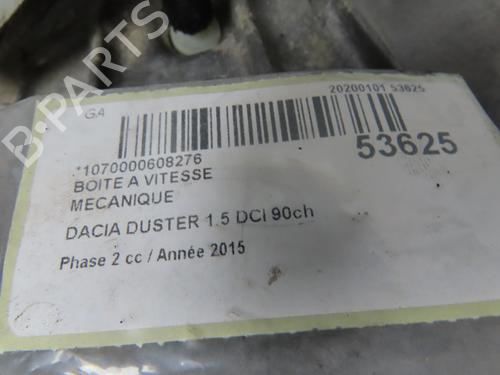 B-PARTS
GA
20200101 53625
53625
*1070000608276
BOITE A VITESSE
MECANIQUE
DACIA DUSTER 1.5 DCI 90ch
Phase 2 cc / Année 2015